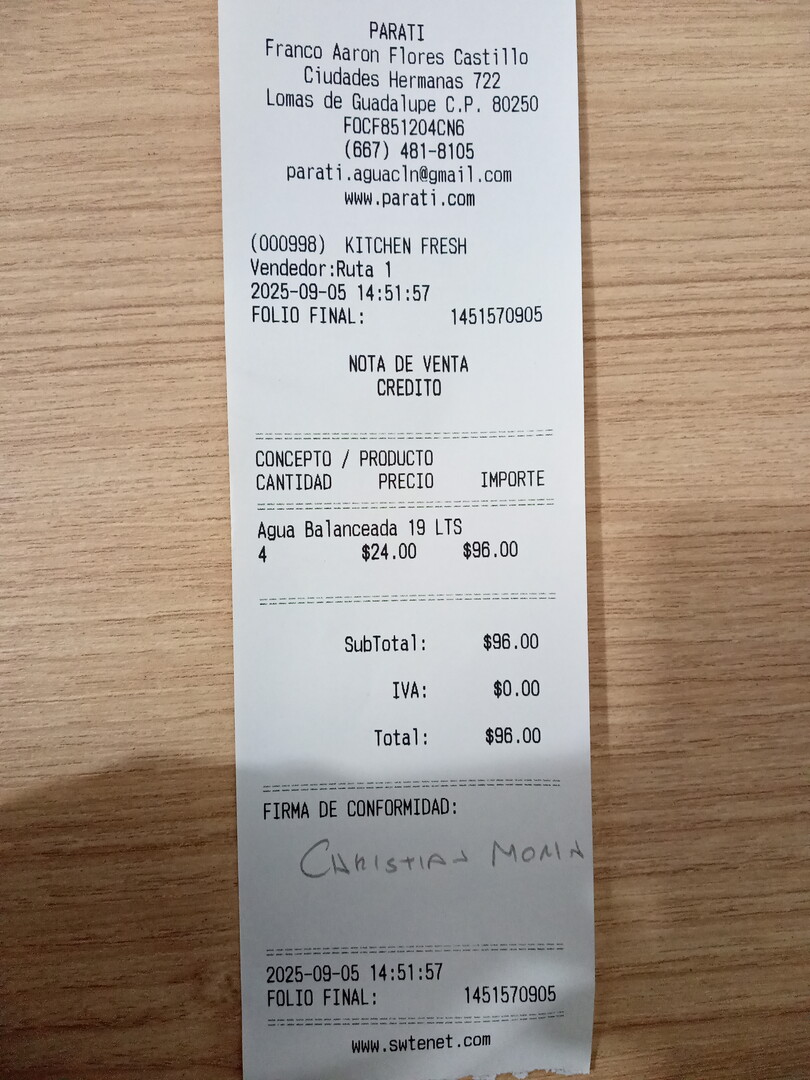 PARATI
Franco Aaron Flores Castillo
Ciudades Hermanas 722
Lomas de Guadalupe C.P. 80250
FOCF851204CN6
(667) 481-8105
parati.aguacln@gmail.com
www.parati.com
(000998) KITCHEN FRESH
Vendedor:Ruta 1
2025-09-05 14:51:57
FOLIO FINAL: 1451570905
NOTA DE VENTA
CREDITO
CONCEPTO / PRODUCTO
CANTIDAD PRECIO IMPORTE
Agua Balanceada 19 LTS
4 $24.00 $96.00
SubTotal: $96.00
IVA: $0.00
Total: $96.00
FIRMA DE CONFORMIDAD:
CHRISTIAN
2025-09-05 14:51:57
FOLIO FINAL: 1451570905
www.swtenet.com